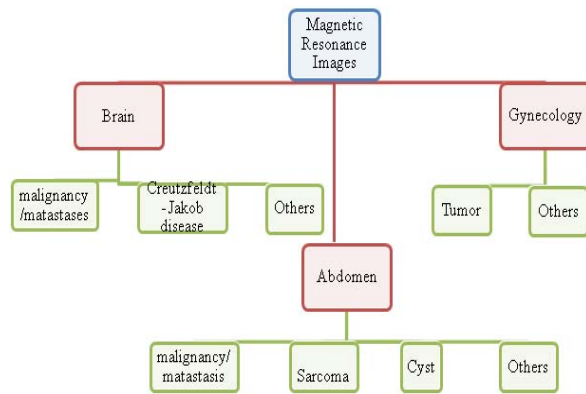 Magnetic
Resonance
Images
Brain
Gynecology
malignancy
/matastases
Creutzfeldt
-Jakob
disease
Others
Tumor
Others
Abdomen
malignancy/
matastasis
Sarcoma
Cyst
Others